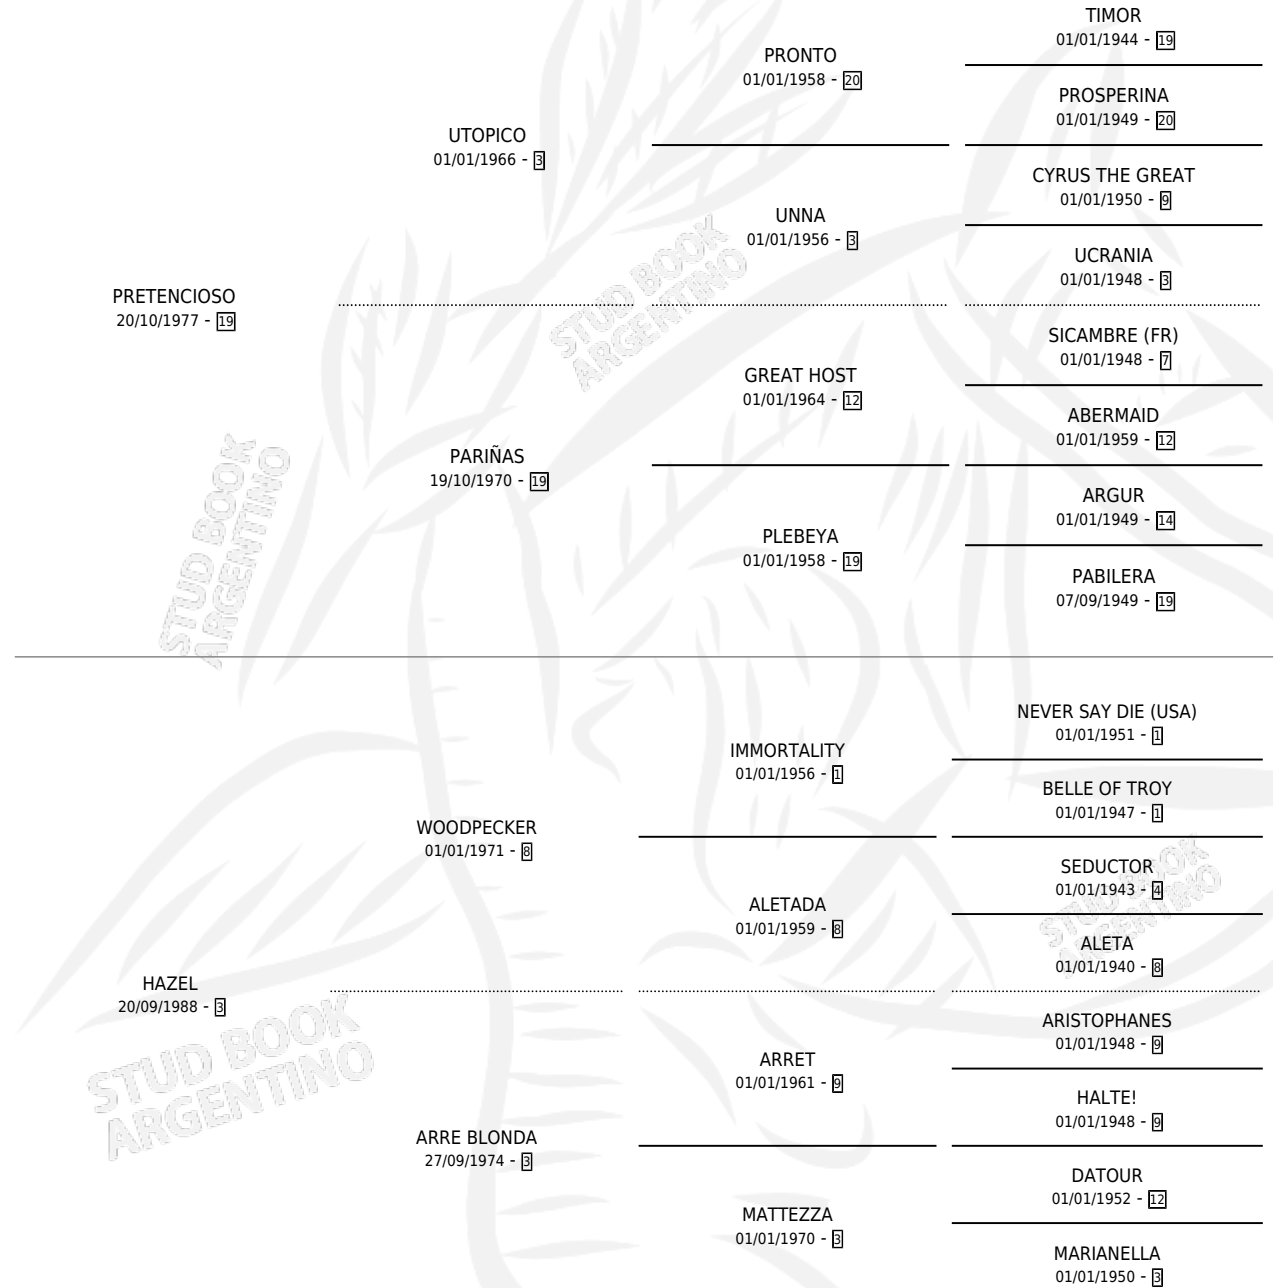 TIMOR
01/01/1944 - 19
PRONTO
01/01/1958 - 20
PROSPERINA
01/01/1949 - 20
UTOPICO
01/01/1966 - 3
CYRUS THE GREAT
01/01/1950 - 9
UNNA
01/01/1956 - 3
UCRANIA
01/01/1948 - 3
PRETENCIOSO
20/10/1977 - 19
SICAMBRE (FR)
01/01/1948 - 7
GREAT HOST
01/01/1964 - 12
ABERMAID
01/01/1959 - 12
PARIÑAS
19/10/1970 - 19
ARGUR
01/01/1949 - 14
PLEBEYA
01/01/1958 - 19
PABILERA
07/09/1949 - 19
STUD BOOK
ARGENTINO
STUD BOOK
ARGENTINO
NEVER SAY DIE (USA)
01/01/1951 - 1
IMMORTALITY
01/01/1956 - 1
BELLE OF TROY
01/01/1947 - 1
WOODPECKER
01/01/1971 - 8
SEDUCTOR
01/01/1943 - 4
ALETADA
01/01/1959 - 8
ALETA
01/01/1940 - 8
STUD BOOK
ARGENTINO
HAZEL
20/09/1988 - 3
ARISTOPHANES
01/01/1948 - 9
ARRET
01/01/1961 - 9
HALTE!
01/01/1948 - 9
ARRE BLONDA
27/09/1974 - 3
DATOUR
01/01/1952 - 12
MATTEZZA
01/01/1970 - 3
MARIANELLA
01/01/1950 - 3
STUD BOOK
ARGENTINO